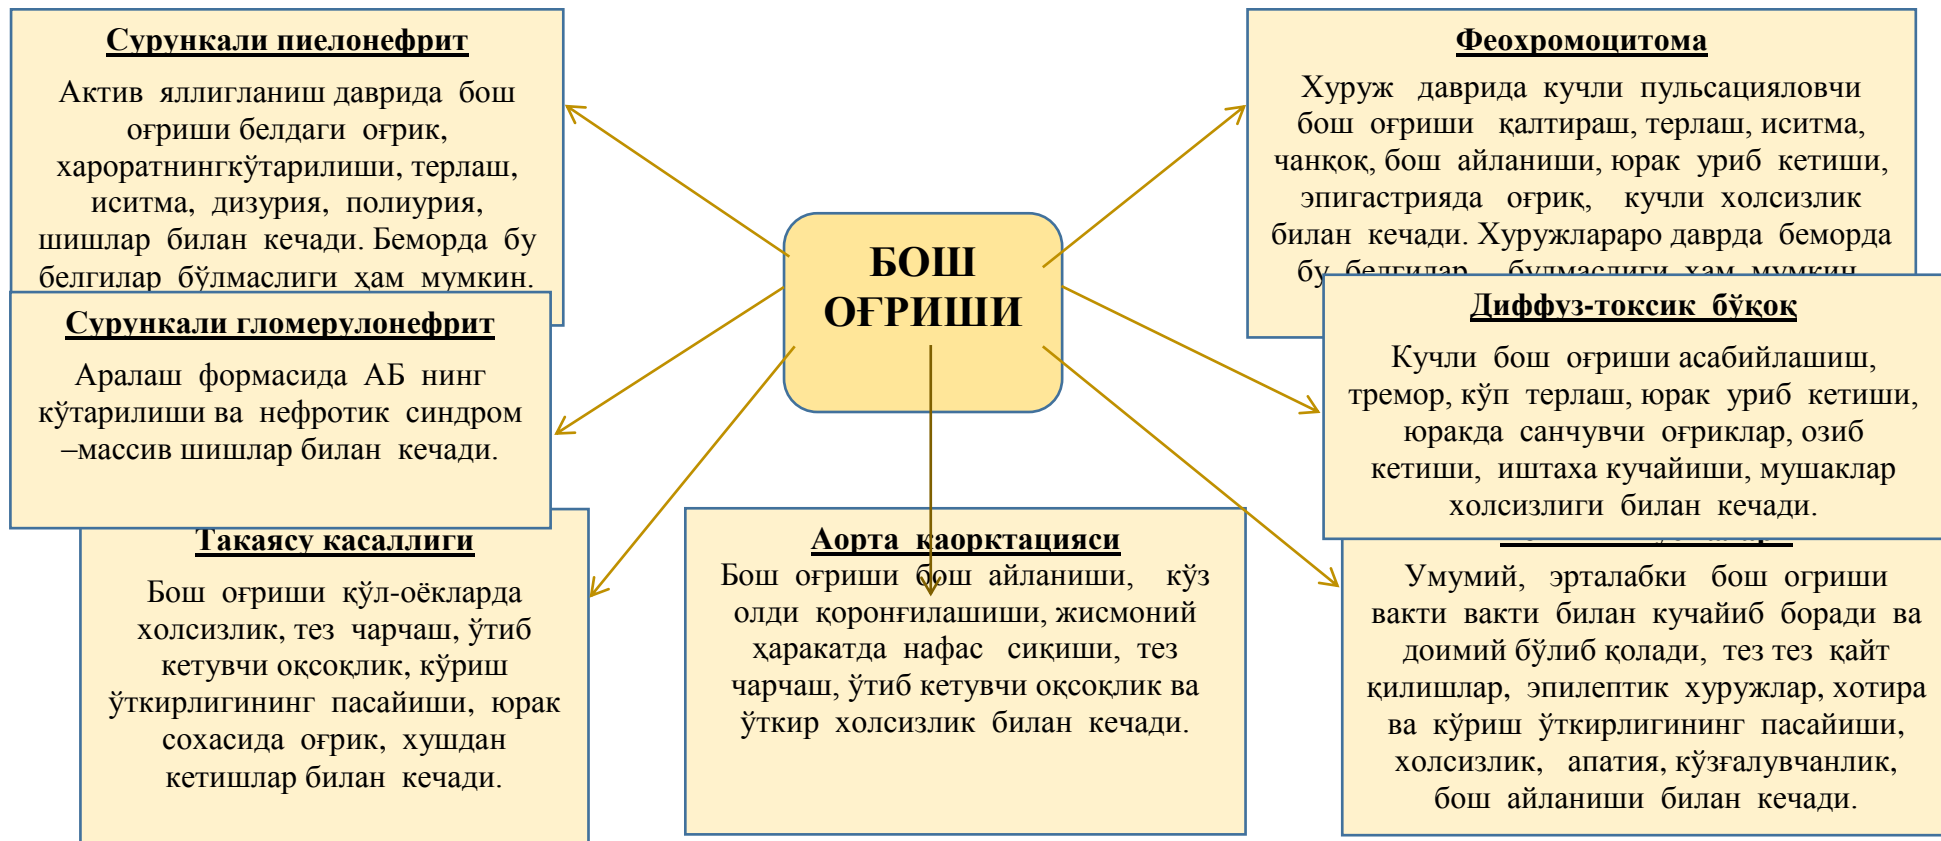 Сурункали пиелонефрит
Актив яллигланиш даврида бош
оғриши белдаги оғрик,
хароратнингкўтарилиши, терлаш,
иситма, дизурия, полиурия,
шишлар билан кечади. Беморда бу
белгилар бўлмаслиги ҳам мумкин.
Сурункали гломерулонефрит
Аралаш формасида АБ нинг
кўтарилиши ва нефротик синдром
–массив шишлар билан кечади.
Такаясу касаллиги
Бош оғриши қўл-оёкларда
холсизлик, тез чарчаш, ўтиб
кетувчи оқсоқлик, кўриш
ўткирлигининг пасайиши, юрак
сохасида оғрик, хушдан
кетишлар билан кечади.
БОШ
ОҒРИШИ
Аорта каорктацияси
Бош оғриши бош айланиши, кўз
олди қоронғилашиши, жисмоний
ҳаракатда нафас сиқиши, тез
чарчаш, ўтиб кетувчи оқсоқлик ва
ўткир холсизлик билан кечади.
Феохромоцитома
Хуруж даврида кучли пульсацияловчи
бош оғриши қалтираш, терлаш, иситма,
чанқоқ, бош айланиши, юрак уриб кетиши,
эпигастрияда оғриқ, кучли холсизлик
билан кечади. Хуружлараро даврда беморда
бу белгилар булмаслиги ҳам мумкин
Диффуз-токсик бўқоқ
Кучли бош оғриши асабийлашиш,
тремор, кўп терлаш, юрак уриб кетиши,
юракда санчувчи оғриклар, озиб
кетиши, иштаха кучайиши, мушаклар
холсизлиги билан кечади.
Умумий, эрталабки бош огриши
вакти вакти билан кучайиб боради ва
доимий бўлиб қолади, тез тез қайт
қилишлар, эпилептик хуружлар, хотира
ва кўриш ўткирлигининг пасайиши,
холсизлик, апатия, кўзғалувчанлик,
бош айланиши билан кечади.